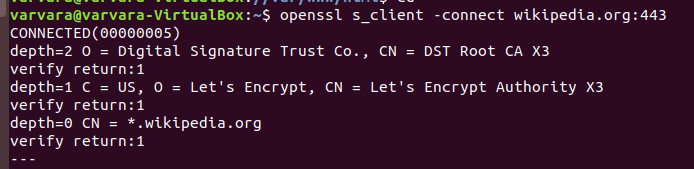 varvara@varvara-VirtualBox:~$ openssl s_client -connect wikipedia.org:443
CONNECTED(00000005)
depth=2 O = Digital Signature Trust Co., CN = DST Root CA X3
verify return:1
depth=1 C = US, O = Let's Encrypt, CN = Let's Encrypt Authority X3
verify return:1
depth=0 CN = *.wikipedia.org
verify return:1
---